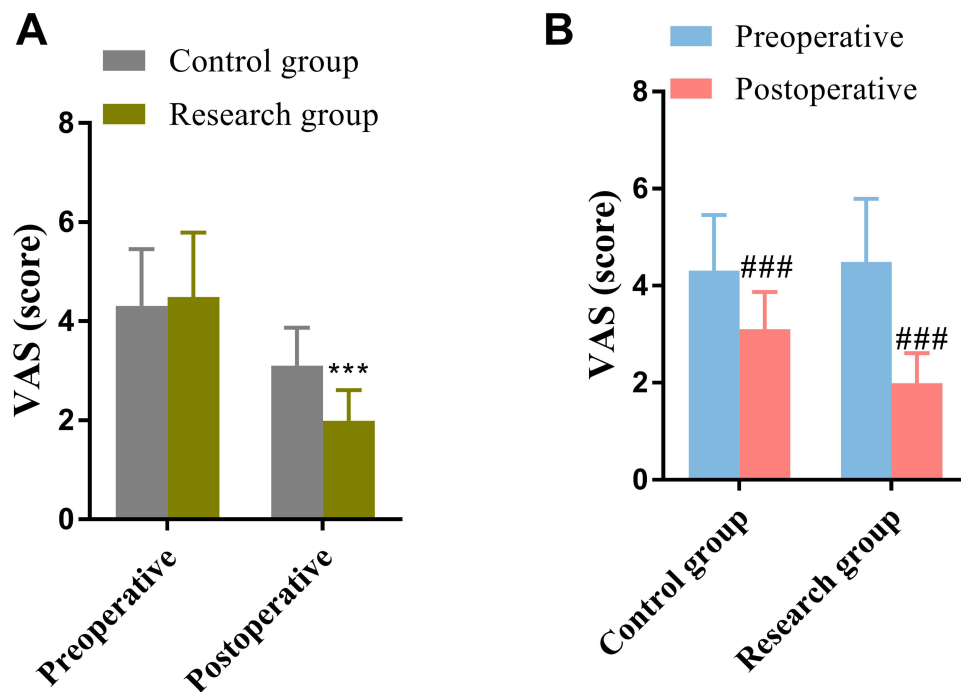 A
Control group
Research group
VAS (score)
8
6
4
2
0
***
Preoperative
Postoperative
B
Preoperative
Postoperative
VAS (score)
8
6
4
2
0
###
###
Control group
Research group